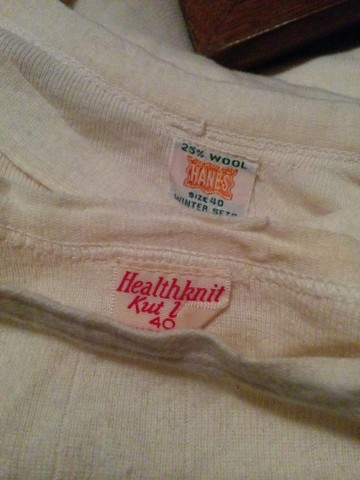 25% WOOL
HANES
SIZE 40
WINTER SETS
Healthknit
Kut 1
40